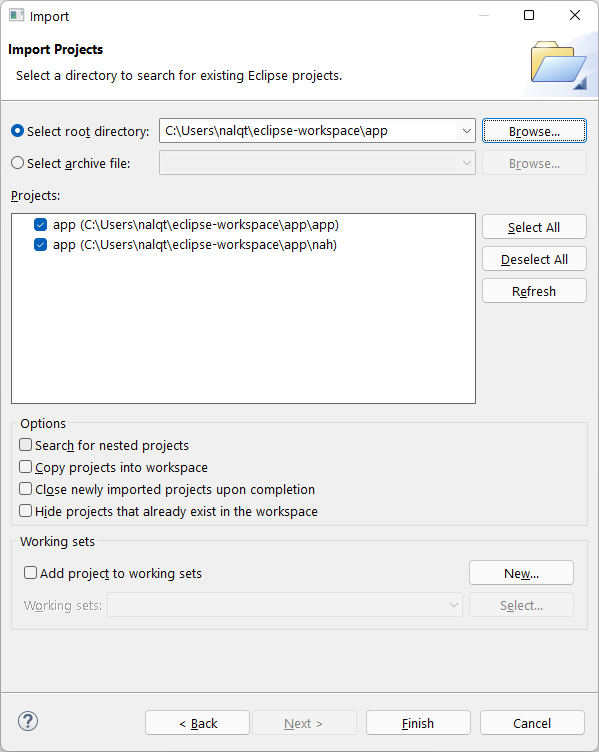 Import
Import Projects
Select a directory to search for existing Eclipse projects.
Select root directory: C:\Users\nalqt\eclipse-workspace\app Browse...
Select archive file: Browse...
Projects:
app (C:\Users\nalqt\eclipse-workspace\app\app)
app (C:\Users\nalqt\eclipse-workspace\app\nah)
Select All
Deselect All
Refresh
Options
Search for nested projects
Copy projects into workspace
Close newly imported projects upon completion
Hide projects that already exist in the workspace
Working sets
Add project to working sets New...
Working sets: Select...
? < Back Next > Finish Cancel